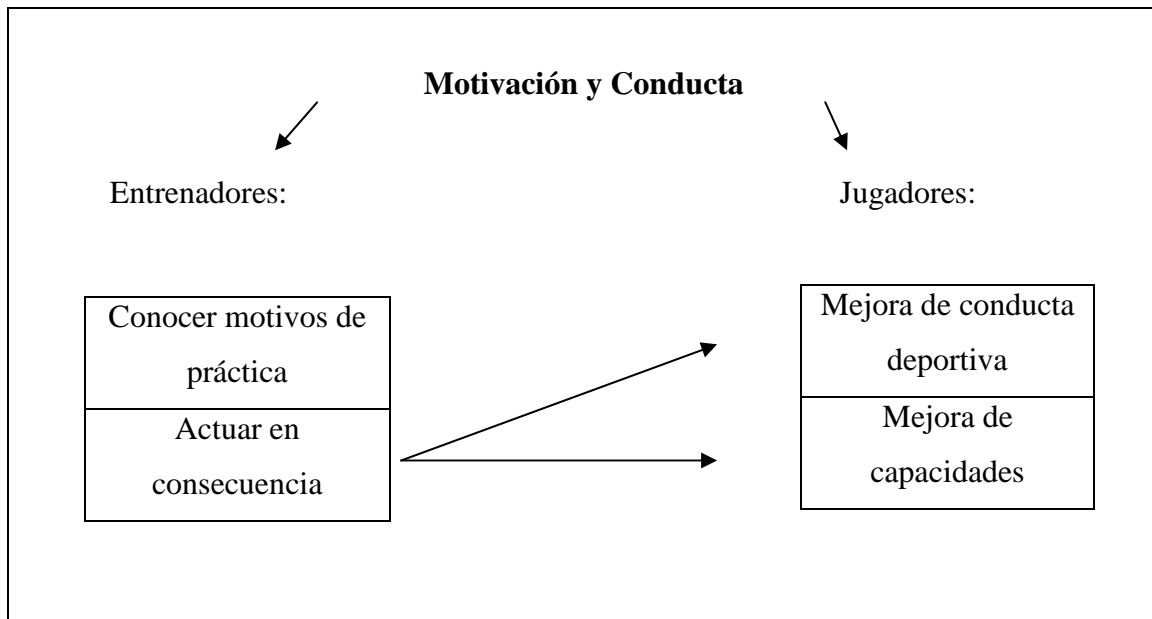 Motivación y Conducta
Entrenadores:
Jugadores:
Conocer motivos de
práctica
Actuar en
consecuencia
Mejora de conducta
deportiva
Mejora de
capacidades